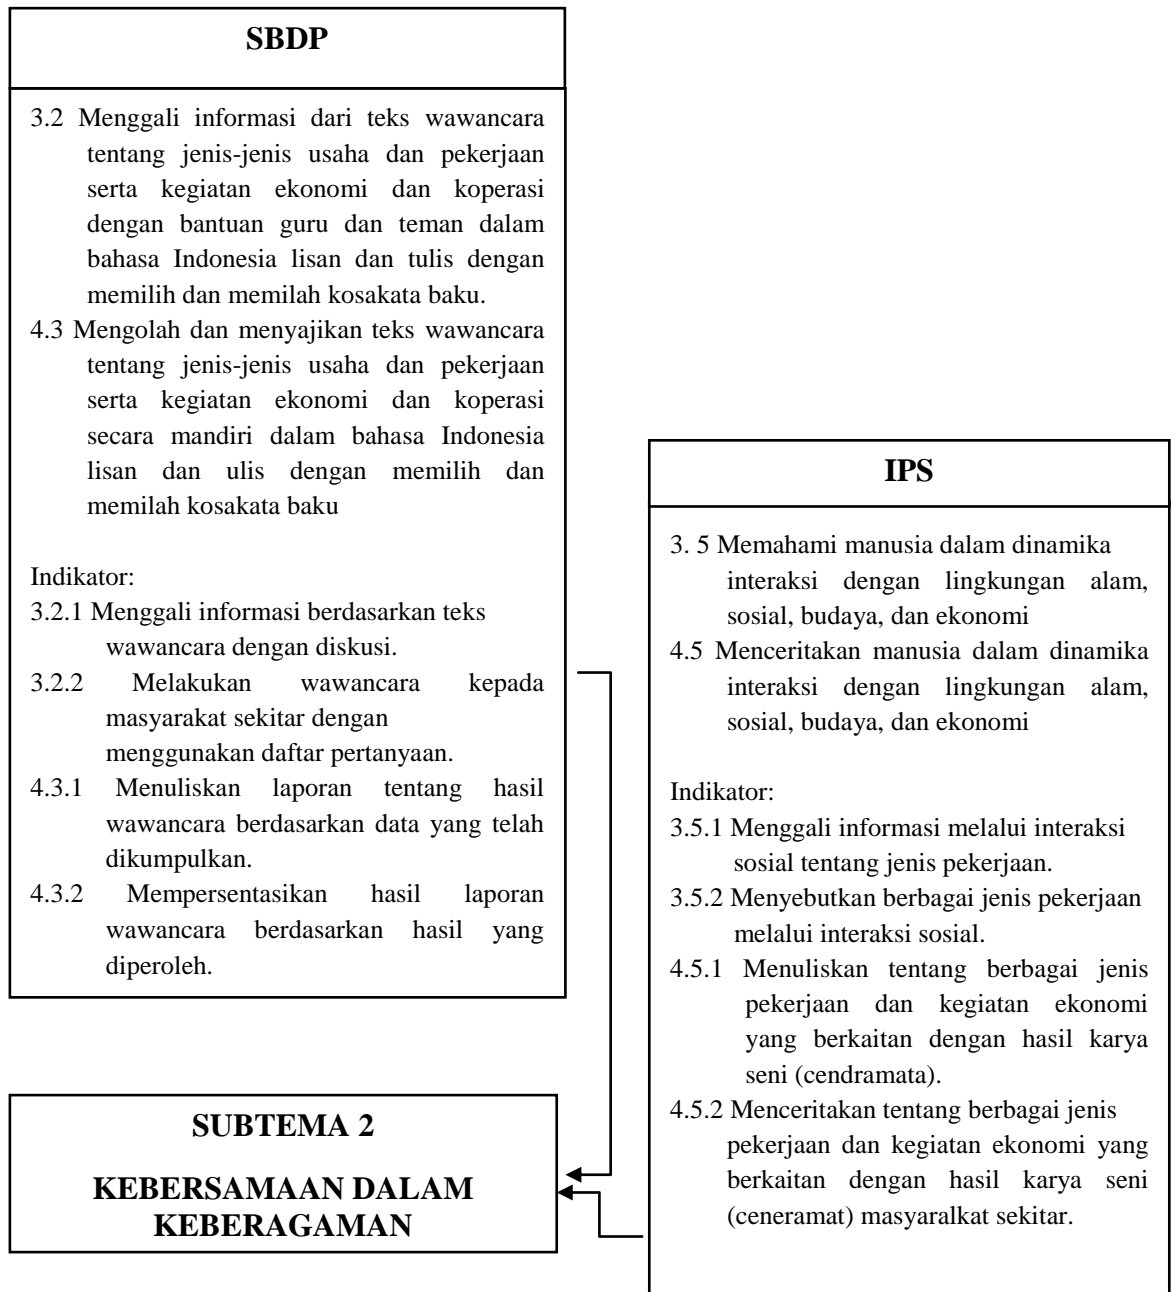 SBDP
3.2 Menggali informasi dari teks wawancara
tentang jenis-jenis usaha dan pekerjaan
serta kegiatan ekonomi dan koperasi
dengan bantuan guru dan teman dalam
bahasa Indonesia lisan dan tulis dengan
memilih dan memilah kosakata baku.
4.3 Mengolah dan menyajikan teks wawancara
tentang jenis-jenis usaha dan pekerjaan
serta kegiatan ekonomi dan koperasi
secara mandiri dalam bahasa Indonesia
lisan dan ulis dengan memilih dan
memilah kosakata baku
Indikator:
3.2.1 Menggali informasi berdasarkan teks
wawancara dengan diskusi.
3.2.2 Melakukan wawancara kepada
masyarakat sekitar dengan
menggunakan daftar pertanyaan.
4.3.1 Menuliskan laporan tentang hasil
wawancara berdasarkan data yang telah
dikumpulkan.
4.3.2 Mempersentasikan hasil laporan
wawancara berdasarkan hasil yang
diperoleh.
IPS
3. 5 Memahami manusia dalam dinamika
interaksi dengan lingkungan alam,
sosial, budaya, dan ekonomi
4.5 Menceritakan manusia dalam dinamika
interaksi dengan lingkungan alam,
sosial, budaya, dan ekonomi
Indikator:
3.5.1 Menggali informasi melalui interaksi
sosial tentang jenis pekerjaan.
3.5.2 Menyebutkan berbagai jenis pekerjaan
melalui interaksi sosial.
4.5.1 Menuliskan tentang berbagai jenis
pekerjaan dan kegiatan ekonomi
yang berkaitan dengan hasil karya
seni (cendramata).
4.5.2 Menceritakan tentang berbagai jenis
pekerjaan dan kegiatan ekonomi yang
berkaitan dengan hasil karya seni
(ceneramat) masyaralkat sekitar.
SUBTEMA 2
KEBERSAMAAN DALAM
KEBERAGAMAN